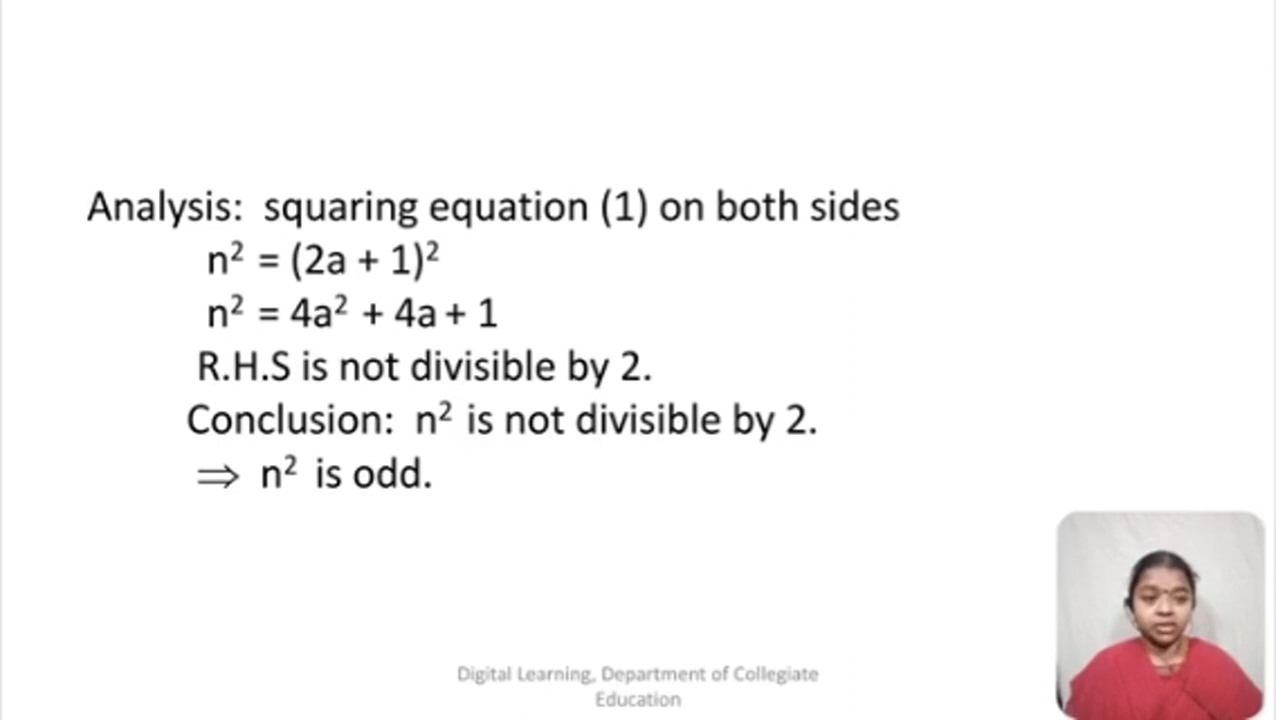 Analysis: squaring equation (1) on both sides
n² = (2a + 1)²
n² = 4a² + 4a + 1
R.H.S is not divisible by 2.
Conclusion: n² is not divisible by 2.
⇒ n² is odd.
Digital Learning, Department of Collegiate
Education